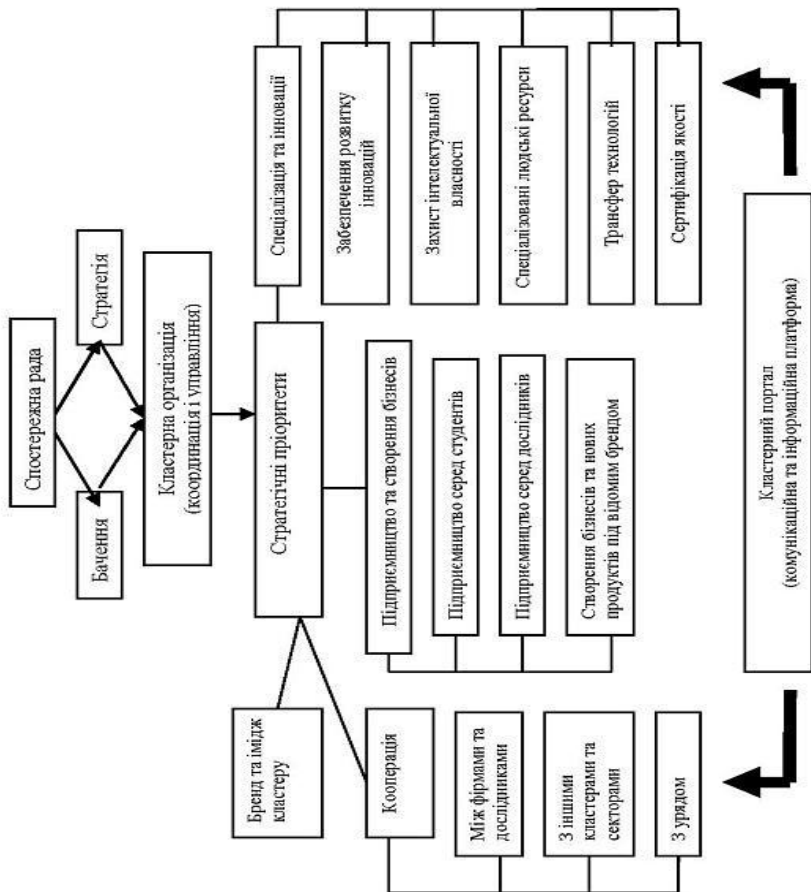 Спостережна рада
Бачення
Стратегія
Кластерна організація
(координація і управління)
Стратегічні пріоритети
Бренд та імідж
кластеру
Кооперація
Між фірмами та
дослідниками
З іншими
кластерами та
секторами
З урядом
Підприємництво та створення бізнесів
Підприємництво серед студентів
Підприємництво серед дослідників
Створення бізнесів та нових
продуктів під відомим брендом
Спеціалізація та інновації
Забезпечення розвитку
інновацій
Захист інтелектуальної
власності
Спеціалізовані людські ресурси
Трансфер технологій
Сертифікація якості
Кластерний портал
(комунікаційна та інформаційна платформа)